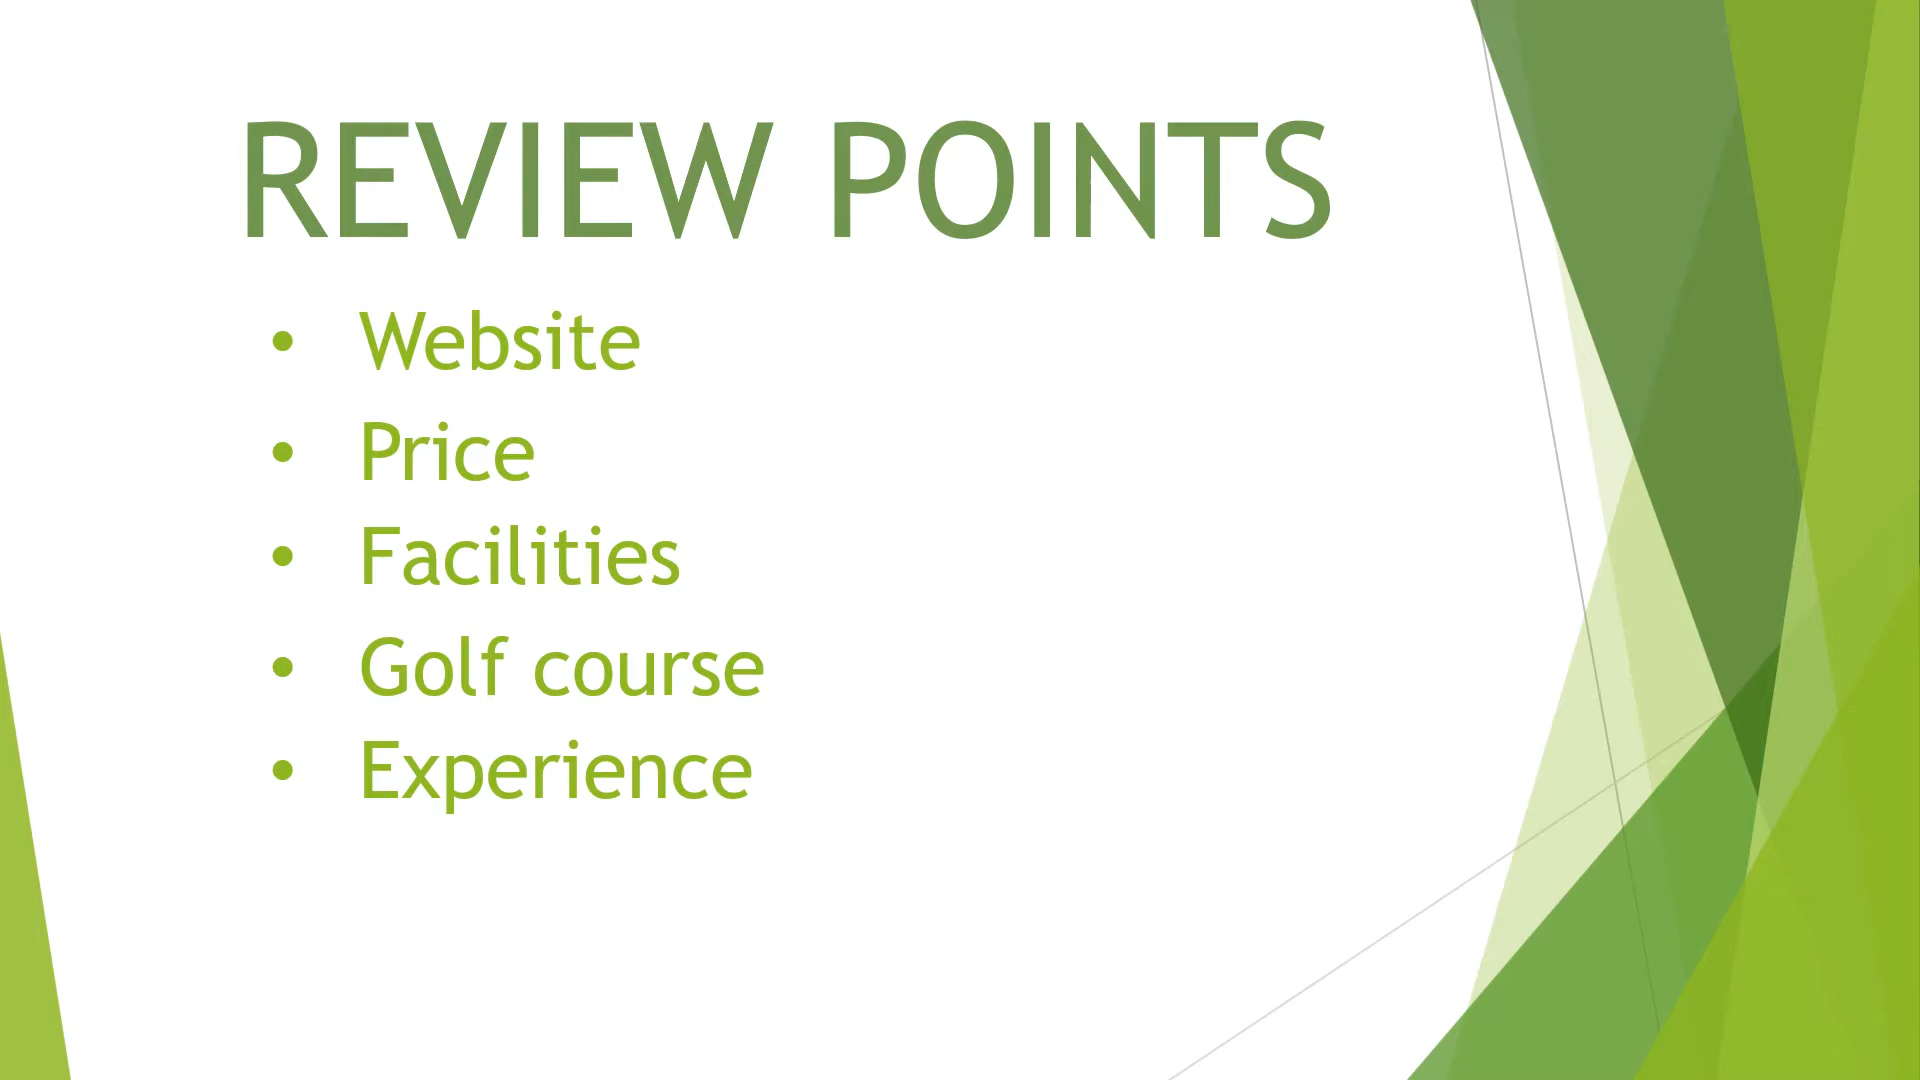 REVIEW POINTS
• Website
• Price
• Facilities
• Golf course
• Experience